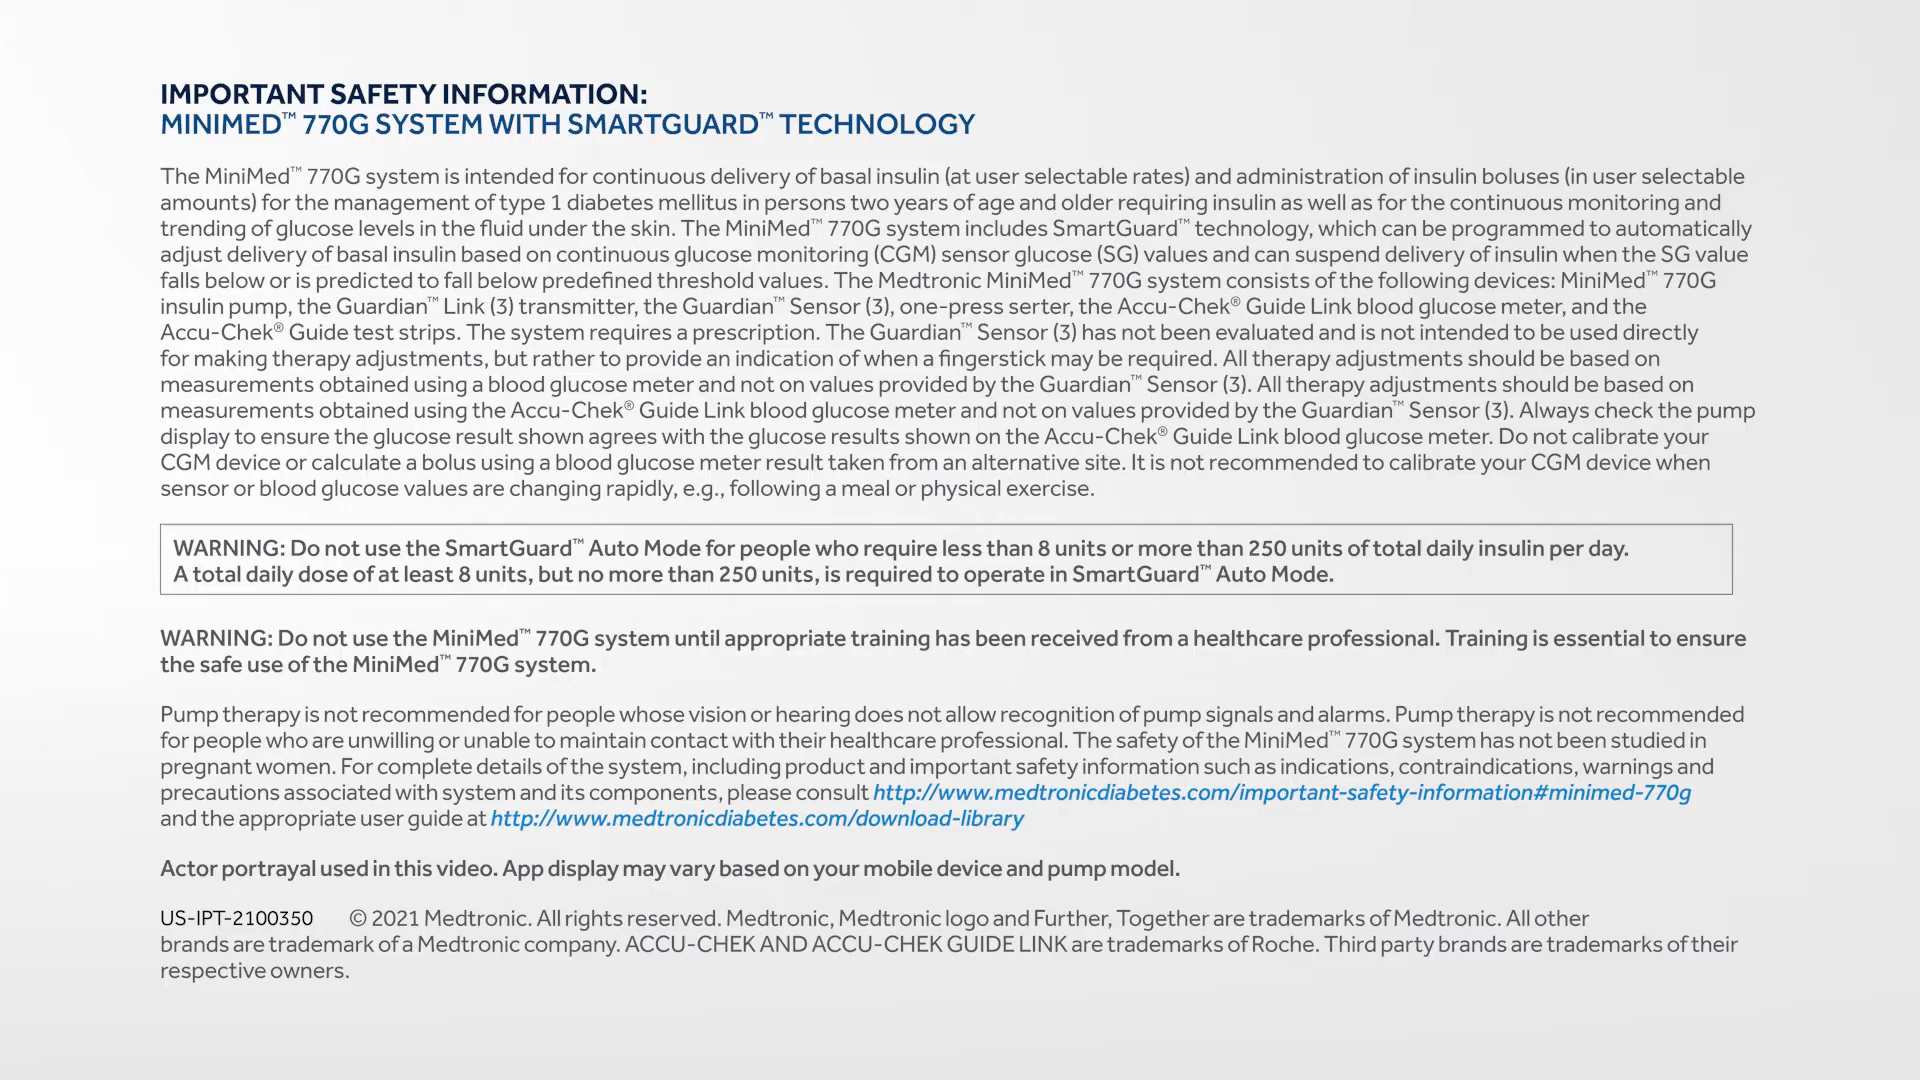 IMPORTANT SAFETY INFORMATION:
MINIMED™ 770G SYSTEM WITH SMARTGUARD™ TECHNOLOGY
The MiniMed™ 770G system is intended for continuous delivery of basal insulin (at user selectable rates) and administration of insulin boluses (in user selectable
amounts) for the management of type 1 diabetes mellitus in persons two years of age and older requiring insulin as well as for the continuous monitoring and
trending of glucose levels in the fluid under the skin. The MiniMed™ 770G system includes SmartGuard™ technology, which can be programmed to automatically
adjust delivery of basal insulin based on continuous glucose monitoring (CGM) sensor glucose (SG) values and can suspend delivery of insulin when the SG value
falls below or is predicted to fall below predefined threshold values. The Medtronic MiniMed™ 770G system consists of the following devices: MiniMed™ 770G
insulin pump, the Guardian™ Link (3) transmitter, the Guardian™ Sensor (3), one-press serter, the Accu-Chek® Guide Link blood glucose meter, and the
Accu-Chek® Guide test strips. The system requires a prescription. The Guardian™ Sensor (3) has not been evaluated and is not intended to be used directly
for making therapy adjustments, but rather to provide an indication of when a fingerstick may be required. All therapy adjustments should be based on
measurements obtained using a blood glucose meter and not on values provided by the Guardian™ Sensor (3). All therapy adjustments should be based on
measurements obtained using the Accu-Chek® Guide Link blood glucose meter and not on values provided by the Guardian™ Sensor (3). Always check the pump
display to ensure the glucose result shown agrees with the glucose results shown on the Accu-Chek® Guide Link blood glucose meter. Do not calibrate your
CGM device or calculate a bolus using a blood glucose meter result taken from an alternative site. It is not recommended to calibrate your CGM device when
sensor or blood glucose values are changing rapidly, e.g., following a meal or physical exercise.
WARNING: Do not use the SmartGuard™ Auto Mode for people who require less than 8 units or more than 250 units of total daily insulin per day.
A total daily dose of at least 8 units, but no more than 250 units, is required to operate in SmartGuard™ Auto Mode.
WARNING: Do not use the MiniMed™ 770G system until appropriate training has been received from a healthcare professional. Training is essential to ensure
the safe use of the MiniMed™ 770G system.
Pump therapy is not recommended for people whose vision or hearing does not allow recognition of pump signals and alarms. Pump therapy is not recommended
for people who are unwilling or unable to maintain contact with their healthcare professional. The safety of the MiniMed™ 770G system has not been studied in
pregnant women. For complete details of the system, including product and important safety information such as indications, contraindications, warnings and
precautions associated with system and its components, please consult http://www.medtronicdiabetes.com/important-safety-information#minimed-770g
and the appropriate user guide at http://www.medtronicdiabetes.com/download-library
Actor portrayal used in this video. App display may vary based on your mobile device and pump model.
US-IPT-2100350 © 2021 Medtronic. All rights reserved. Medtronic, Medtronic logo and Further, Together are trademarks of Medtronic. All other
brands are trademark of a Medtronic company. ACCU-CHEK AND ACCU-CHEK GUIDE LINK are trademarks of Roche. Third party brands are trademarks of their
respective owners.